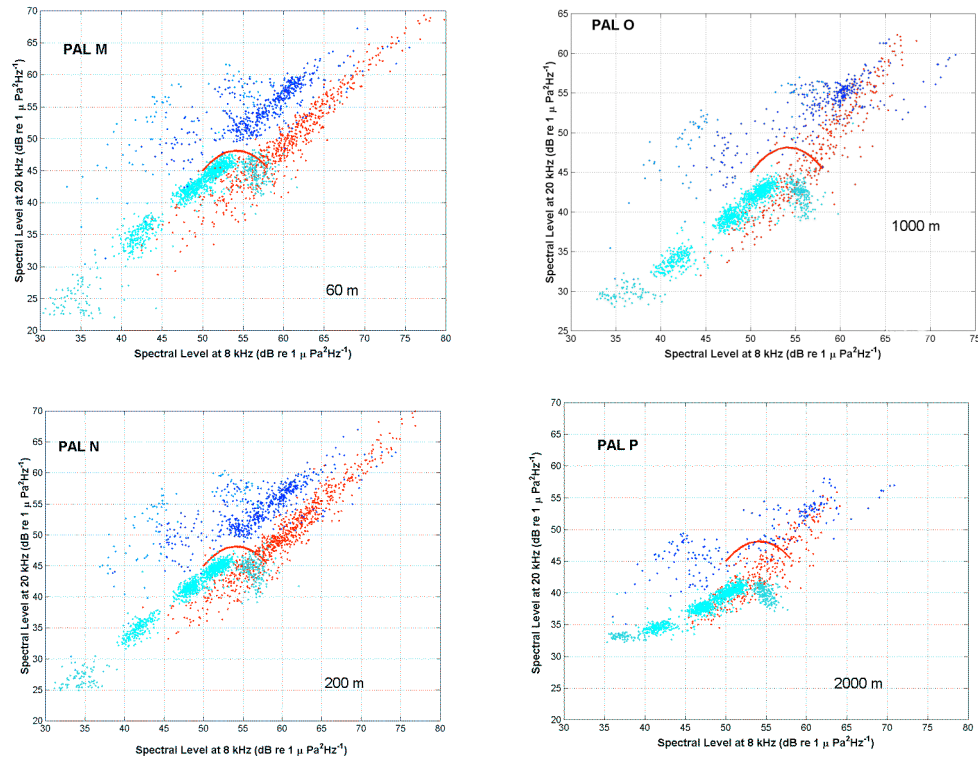 PAL M
70
65
60
55
50
45
40
35
30
25
20
30 35 40 45 50 55 60 65 70 75 80
Spectral Level at 20 kHz (dB re 1 μ Pa²Hz⁻¹)
Spectral Level at 8 kHz (dB re 1 μ Pa²Hz⁻¹)
60 m
PAL O
65
60
55
50
45
40
35
30
25
30 35 40 45 50 55 60 65 70 75
Spectral Level at 20 kHz (dB re 1 μ Pa²Hz⁻¹)
Spectral Level at 8 kHz (dB re 1 μ Pa²Hz⁻¹)
1000 m
PAL N
70
65
60
55
50
45
40
35
30
25
20
30 35 40 45 50 55 60 65 70 75 80
Spectral Level at 20 kHz (dB re 1 μ Pa²Hz⁻¹)
Spectral Level at 8 kHz (dB re 1 μ Pa²Hz⁻¹)
200 m
PAL P
70
65
60
55
50
45
40
35
30
25
20
30 35 40 45 50 55 60 65 70 75 80
Spectral Level at 20 kHz (dB re 1 μ Pa²Hz⁻¹)
Spectral Level at 8 kHz (dB re 1 μ Pa²Hz⁻¹)
2000 m